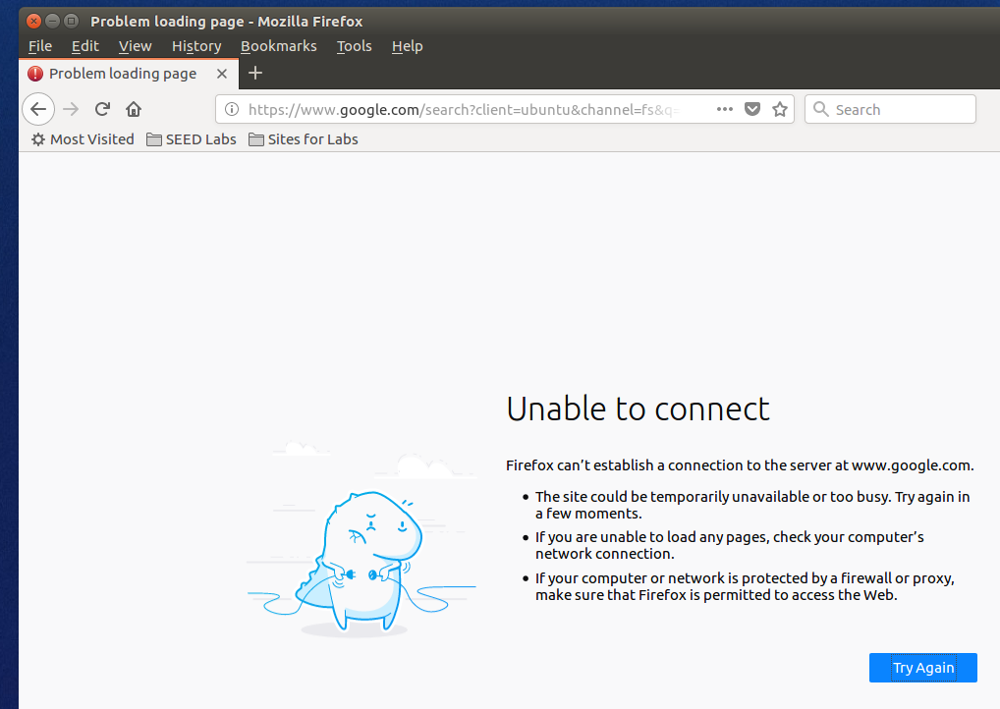 Problem loading page - Mozilla Firefox
File Edit View History Bookmarks Tools Help
Problem loading page
https://www.google.com/search?client=ubuntu&channel=fs&q= Search
Most Visited SEED Labs Sites for Labs
Unable to connect
Firefox can’t establish a connection to the server at www.google.com.
• The site could be temporarily unavailable or too busy. Try again in
a few moments.
• If you are unable to load any pages, check your computer’s
network connection.
• If your computer or network is protected by a firewall or proxy,
make sure that Firefox is permitted to access the Web.
Try Again